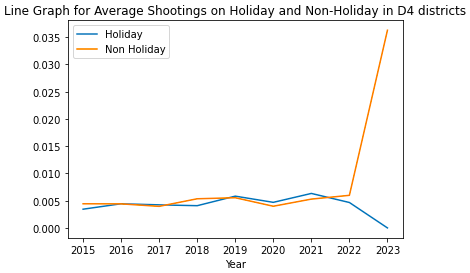 Line Graph for Average Shootings on Holiday and Non-Holiday in D4 districts
Holiday
Non Holiday
0.035
0.030
0.025
0.020
0.015
0.010
0.005
0.000
2015 2016 2017 2018 2019 2020 2021 2022 2023
Year